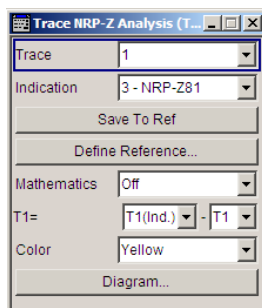 Trace NRP-Z Analysis (T...
Trace 1
Indication 3 - NRP-Z81
Save To Ref
Define Reference...
Mathematics Off
T1= T1(Ind.) - T1
Color Yellow
Diagram...